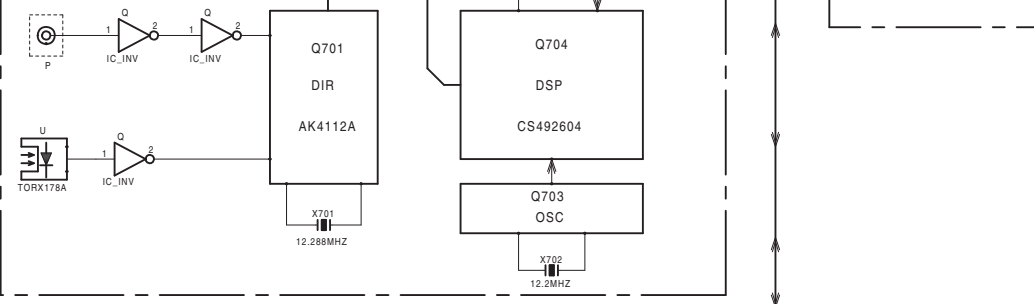 Q
Q
1
2
1
2
P
IC_INV
IC_INV
Q701
DIR
AK4112A
Q704
DSP
CS492604
U
Q
1
2
TORX178A
IC_INV
X701
12.288MHZ
Q703
OSC
X702
12.2MHZ